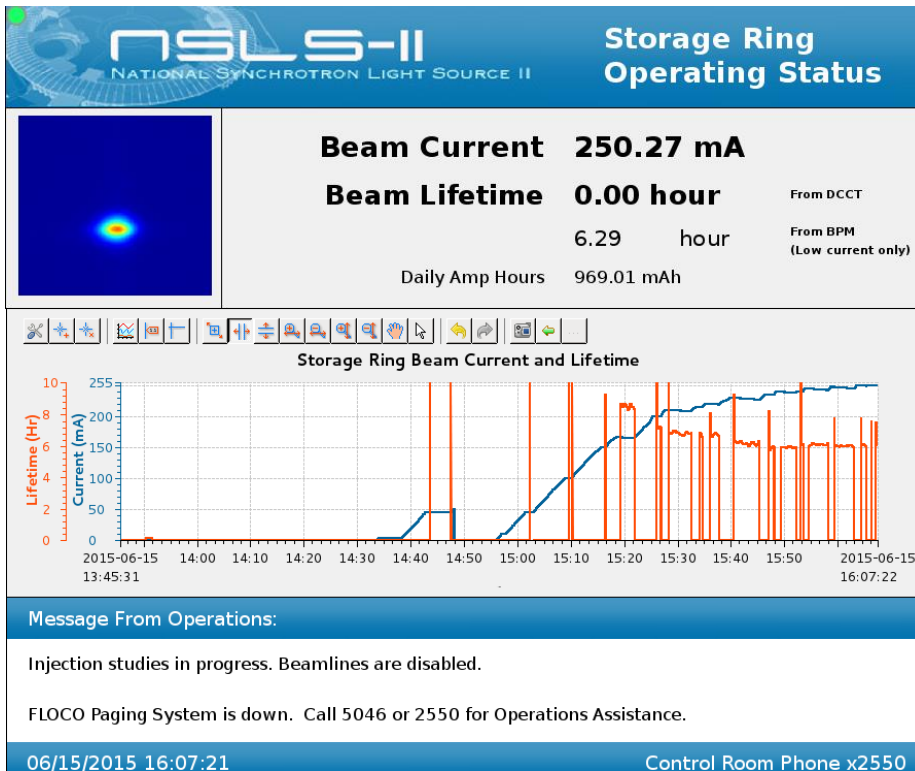 NSLS-II
NATIONAL SYNCHROTRON LIGHT SOURCE II
Storage Ring
Operating Status
Beam Current 250.27 mA
Beam Lifetime 0.00 hour From DCCT
6.29 hour From BPM
(Low current only)
Daily Amp Hours 969.01 mAh
Storage Ring Beam Current and Lifetime
Lifetime (Hr)
10
8
6
4
2
0
Current (mA)
255
200
150
100
50
0
2015-06-15 14:00 14:10 14:20 14:30 14:40 14:50 15:00 15:10 15:20 15:30 15:40 15:50 2015-06-15
13:45:31 16:07:22
Message From Operations:
Injection studies in progress. Beamlines are disabled.
FLOCO Paging System is down.  Call 5046 or 2550 for Operations Assistance.
06/15/2015 16:07:21 Control Room Phone x2550